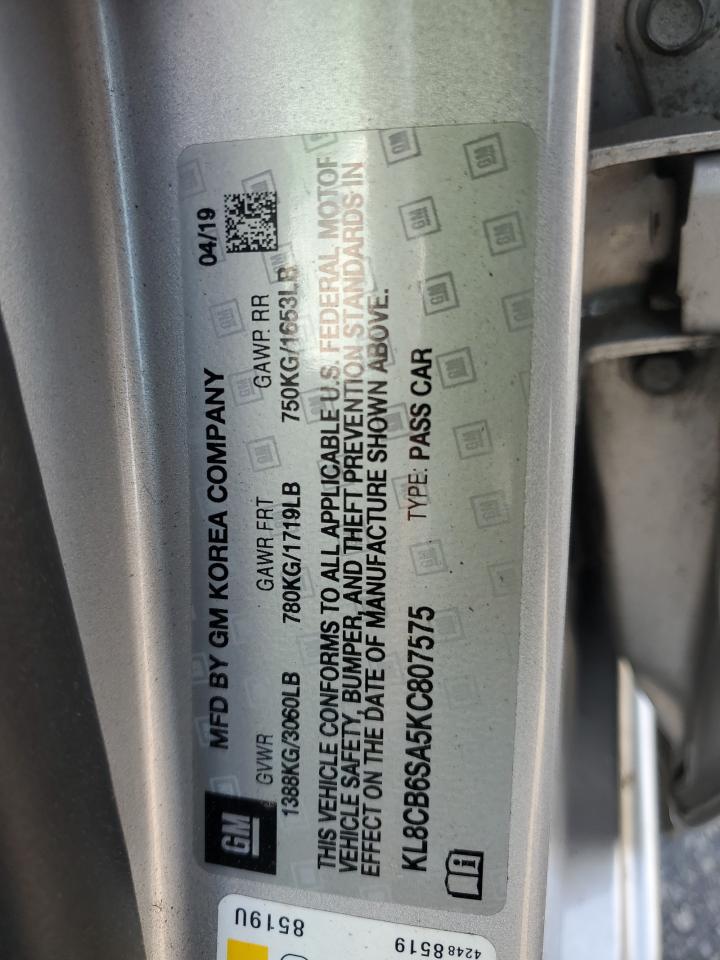 GM
MFD BY GM KOREA COMPANY 04/19
GVWR GAWR FRT GAWR RR
1388KG/3060LB 780KG/1719LB 750KG/1653LB
THIS VEHICLE CONFORMS TO ALL APPLICABLE U.S. FEDERAL MOTOR
VEHICLE SAFETY, BUMPER, AND THEFT PREVENTION STANDARDS IN
EFFECT ON THE DATE OF MANUFACTURE SHOWN ABOVE.
KL8CB6SA5KC807575 TYPE: PASS CAR
8519U
42488519